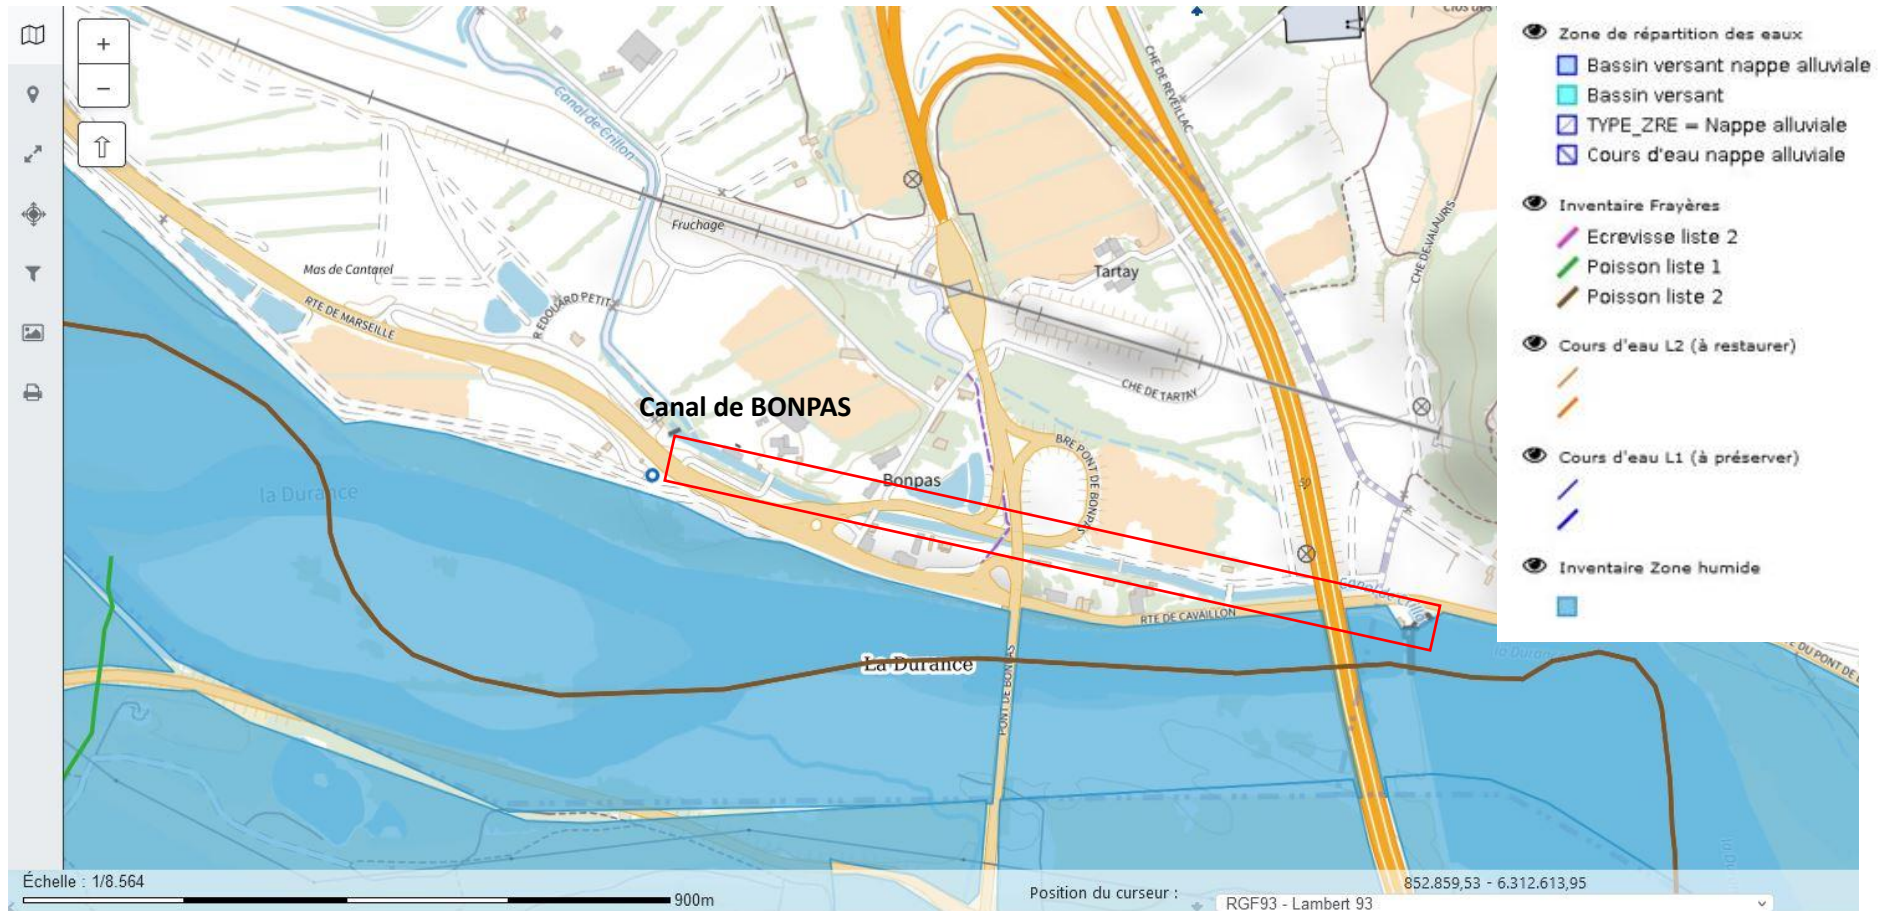 Zone de répartition des eaux
Bassin versant nappe alluviale
Bassin versant
TYPE_ZRE = Nappe alluviale
Cours d'eau nappe alluviale
Inventaire Frayères
Ecrevisse liste 2
Poisson liste 1
Poisson liste 2
Cours d'eau L2 (à restaurer)
Cours d'eau L1 (à préserver)
Inventaire Zone humide
+
−
Canal de Crillon
CHE DE REVEILLAC
CHE DE VALAURIS
Fruchage
Mas de Cantarel
Tartay
R EDOUARD PETIT
RTE DE MARSEILLE
CHE DE TARTAY
Canal de BONPAS
BRE PONT DE BONPAS
Bonpas
la Durance
RTE DE CAVAILLON
La Durance
PONT DE BONPAS
la Durance
Échelle : 1/8.564
900m
Position du curseur :
852.859,53 - 6.312.613,95
RGF93 - Lambert 93